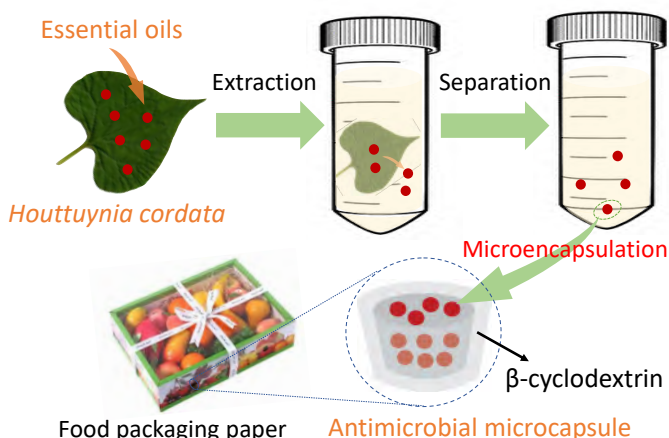 Essential oils
Extraction
Separation
Houttuynia cordata
Microencapsulation
β-cyclodextrin
Food packaging paper
Antimicrobial microcapsule